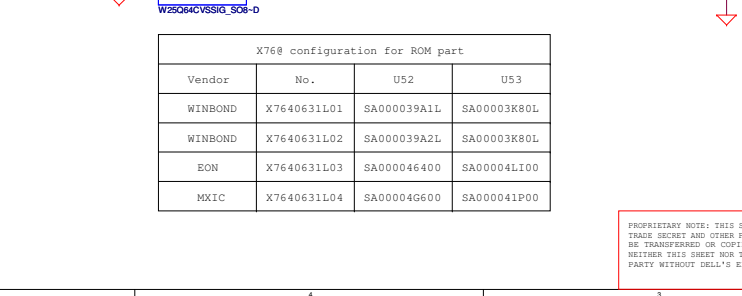 W25Q64CVSSIG_SO8~D
X76@ configuration for ROM part
Vendor No. U52 U53
WINBOND X7640631L01 SA000039A1L SA00003K80L
WINBOND X7640631L02 SA000039A2L SA00003K80L
EON X7640631L03 SA000046400 SA00004LI00
MXIC X7640631L04 SA00004G600 SA000041P00
PROPRIETARY NOTE: THIS
TRADE SECRET AND OTHER
BE TRANSFERRED OR
NEITHER THIS SHEET NOR
PARTY WITHOUT DELL'S
4 3